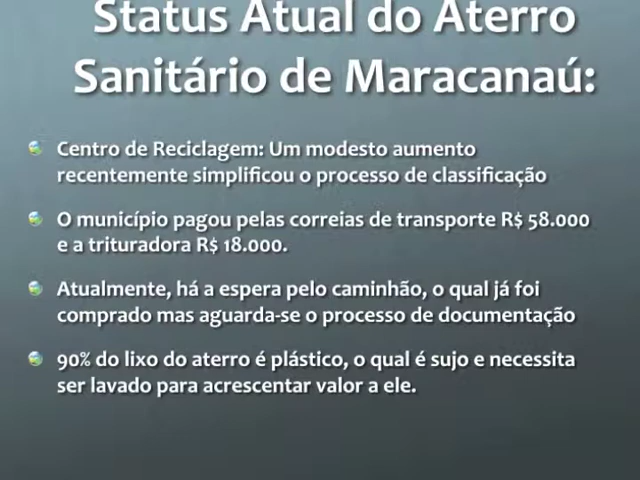 Status Atual do Aterro
Sanitário de Maracanaú:
Centro de Reciclagem: Um modesto aumento
recentemente simplificou o processo de classificação
O município pagou pelas correias de transporte R$ 58.000
e a trituradora R$ 18.000.
Atualmente, há a espera pelo caminhão, o qual já foi
comprado mas aguarda-se o processo de documentação
90% do lixo do aterro é plástico, o qual é sujo e necessita
ser lavado para acrescentar valor a ele.